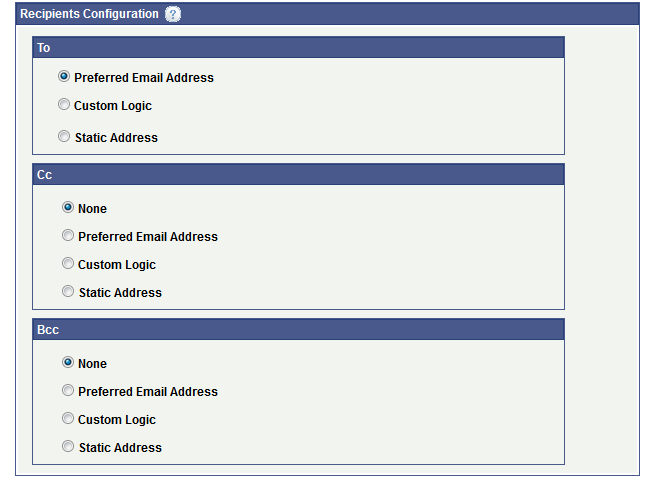 Recipients Configuration ?
To
Preferred Email Address
Custom Logic
Static Address
Cc
None
Preferred Email Address
Custom Logic
Static Address
Bcc
None
Preferred Email Address
Custom Logic
Static Address